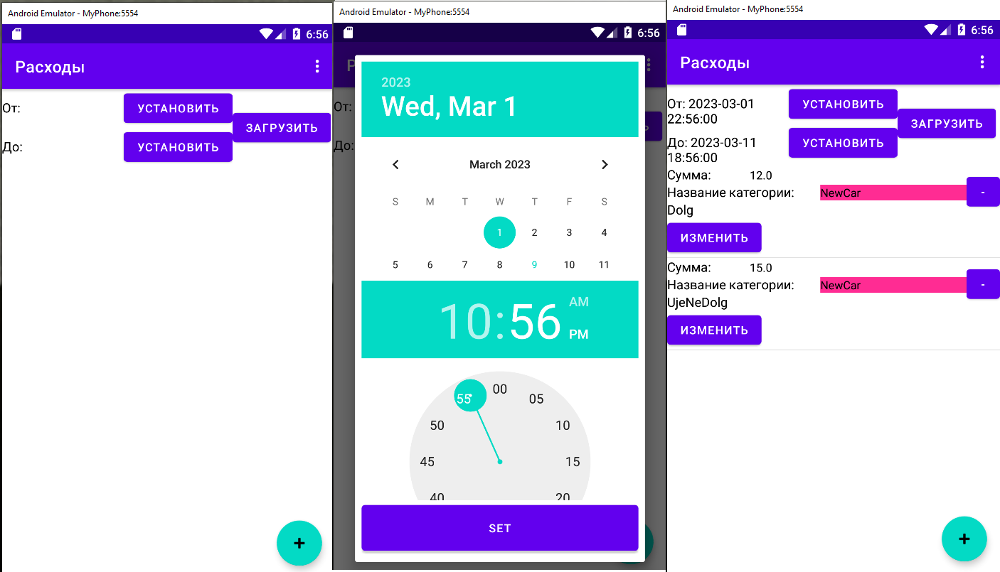 Android Emulator - MyPhone:5554
6:56
Расходы
От:
УСТАНОВИТЬ
ЗАГРУЗИТЬ
До:
УСТАНОВИТЬ
+
Android Emulator - MyPhone:5554
6:56
От:
До:
2023
Wed, Mar 1
March 2023
S M T W T F S
1 2 3 4
5 6 7 8 9 10 11
10:56
AM
PM
00
55 05
50 10
45 15
40 20
SET
Android Emulator - MyPhone:5554
6:56
Расходы
От: 2023-03-01
22:56:00
УСТАНОВИТЬ
ЗАГРУЗИТЬ
До: 2023-03-11
18:56:00
УСТАНОВИТЬ
Сумма: 12.0
Название категории: NewCar -
Dolg
ИЗМЕНИТЬ
Сумма: 15.0
Название категории: NewCar -
UjeNeDolg
ИЗМЕНИТЬ
+